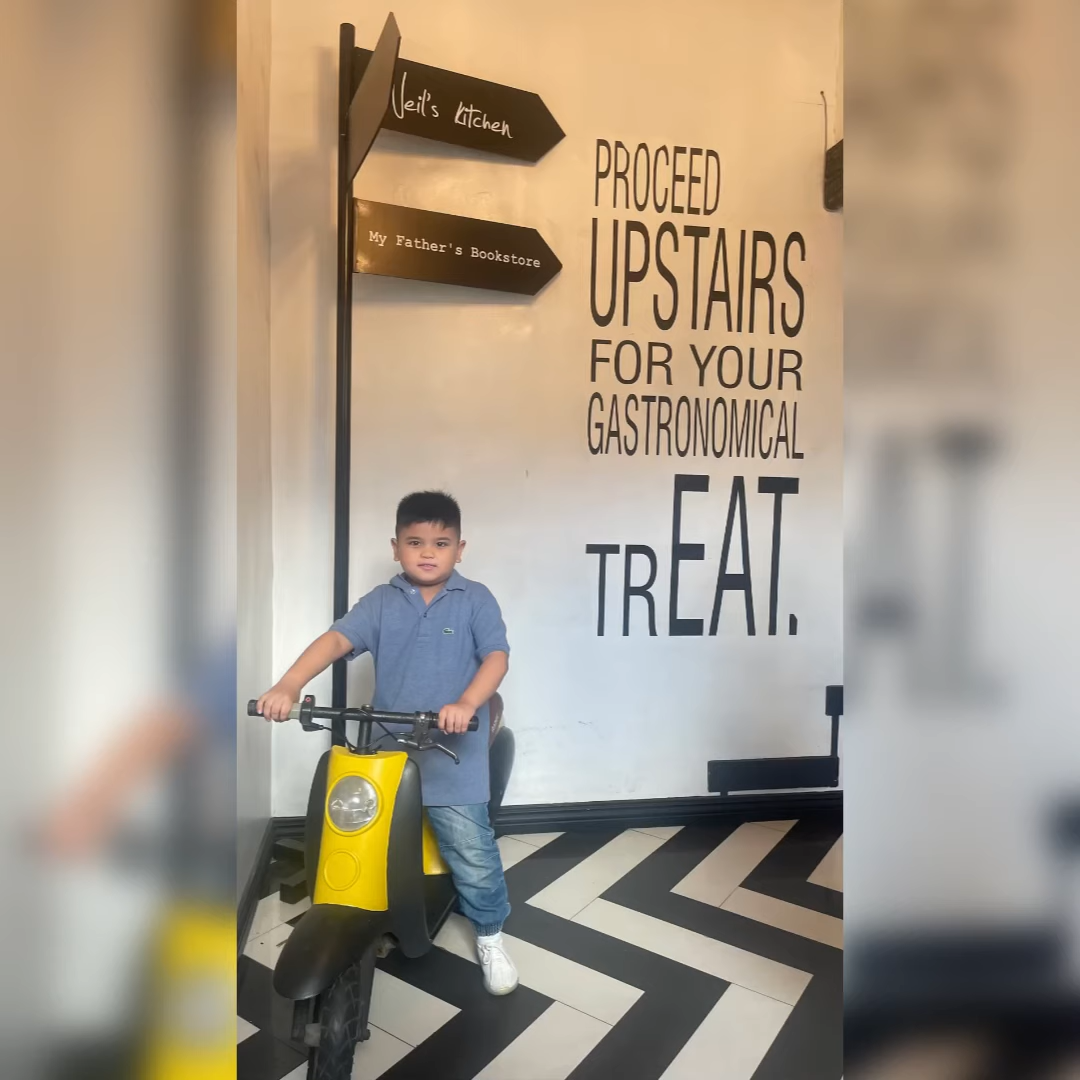 Neil's Kitchen
My Father's Bookstore
PROCEED
UPSTAIRS
FOR YOUR
GASTRONOMICAL
TREAT.